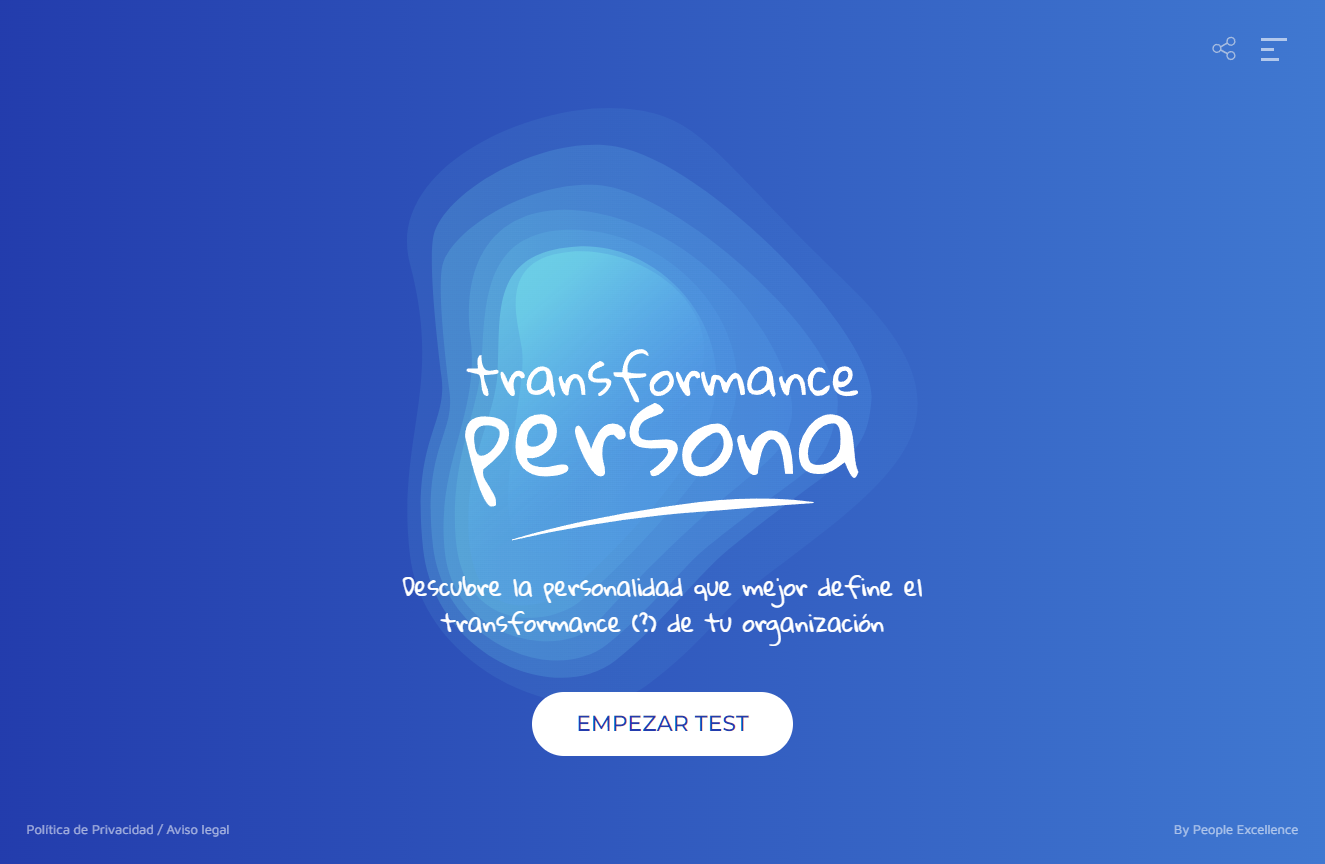 transformance
persona
Descubre la personalidad que mejor define el
transformance (?) de tu organización
EMPEZAR TEST
Política de Privacidad / Aviso legal
By People Excellence